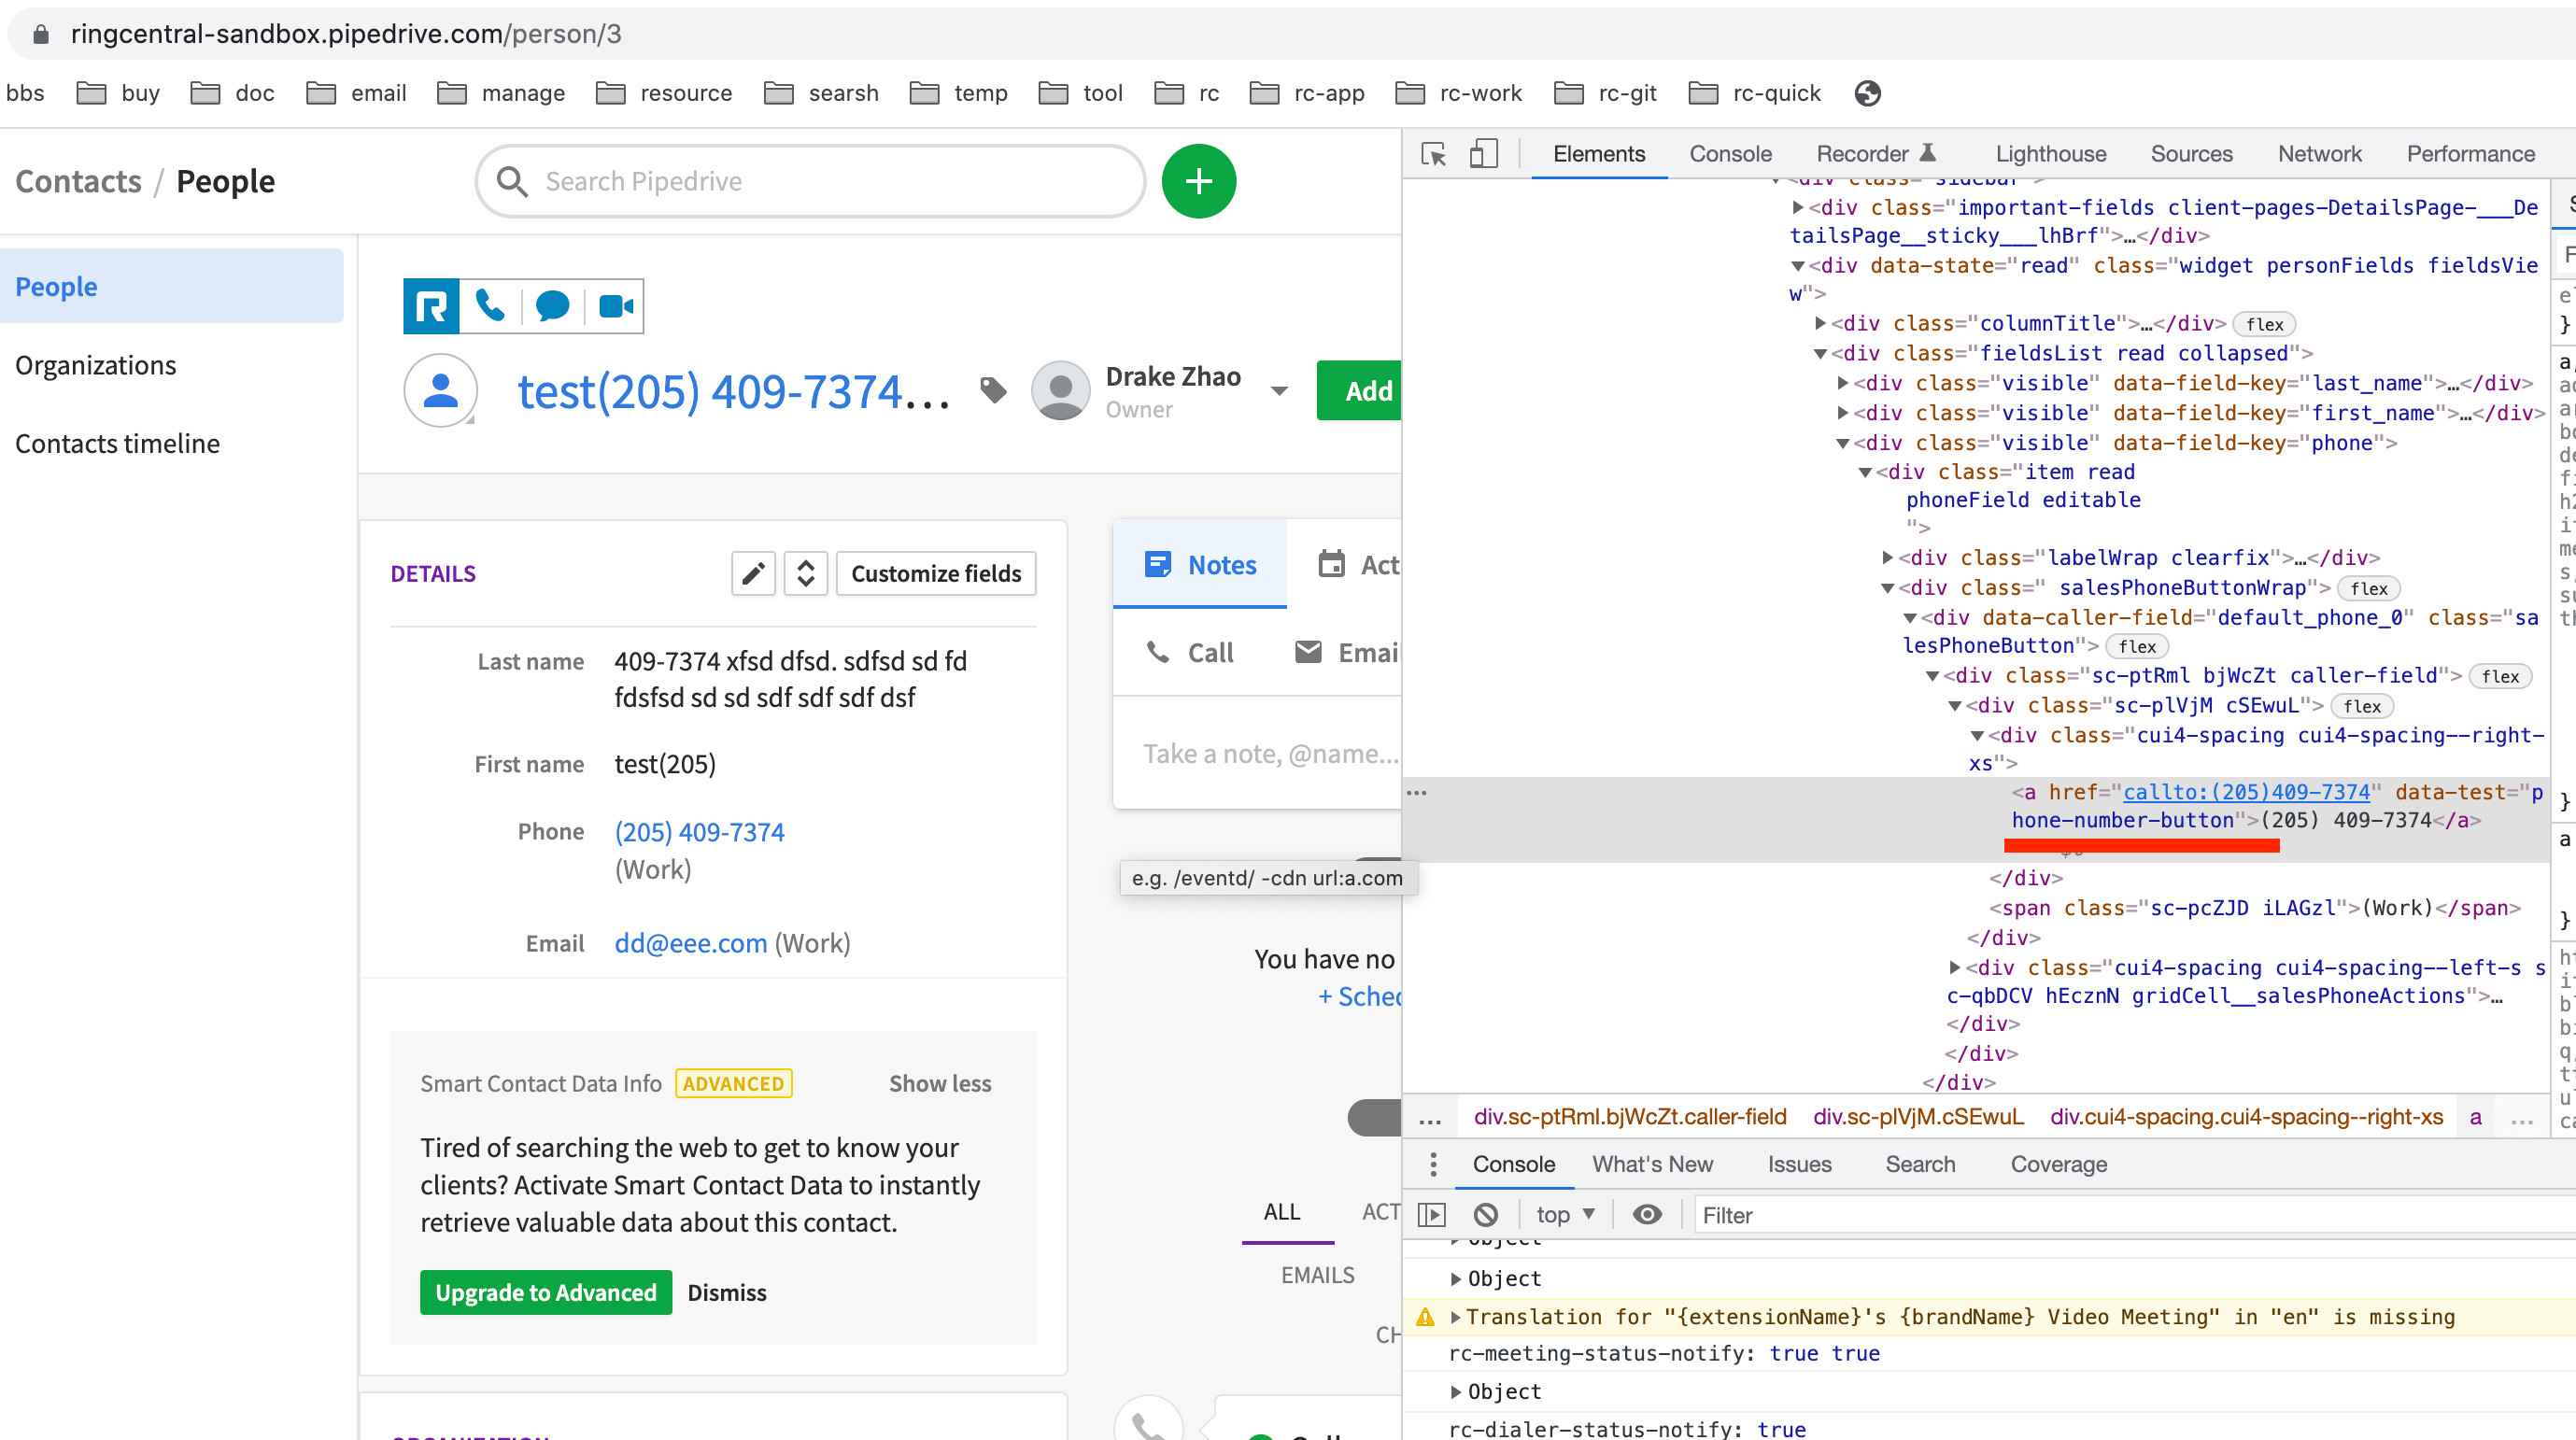 ringcentral-sandbox.pipedrive.com/person/3
bbs buy doc email manage resource searsh temp tool rc rc-app rc-work rc-git rc-quick
Contacts / People
Search Pipedrive
People
Organizations
Contacts timeline
test(205) 409-7374...
Drake Zhao
Owner
Add
DETAILS
Customize fields
Last name
409-7374 xfsd dfsd. sdfsd sd fd
fdsfsd sd sd sdf sdf sdf dsf
First name
test(205)
Phone
(205) 409-7374
(Work)
Email
dd@eee.com (Work)
Smart Contact Data Info
ADVANCED
Show less
Tired of searching the web to get to know your
clients? Activate Smart Contact Data to instantly
retrieve valuable data about this contact.
Upgrade to Advanced
Dismiss
Notes
Act
Call
Emai
Take a note, @name...
e.g. /eventd/ -cdn url:a.com
You have no
+ Sched
ALL
ACT
EMAILS
CH
Elements Console Recorder Lighthouse Sources Network Performance
<div class="sidebar">
<div class="important-fields client-pages-DetailsPage-___De
tailsPage__sticky___lhBrf">…</div>
<div data-state="read" class="widget personFields fieldsVie
w">
<div class="columnTitle">…</div> flex
<div class="fieldsList read collapsed">
<div class="visible" data-field-key="last_name">…</div>
<div class="visible" data-field-key="first_name">…</div>
<div class="visible" data-field-key="phone">
<div class="item read
phoneField editable
">
<div class="labelWrap clearfix">…</div>
<div class=" salesPhoneButtonWrap"> flex
<div data-caller-field="default_phone_0" class="sa
lesPhoneButton"> flex
<div class="sc-ptRml bjWcZt caller-field"> flex
<div class="sc-plVjM cSEwuL"> flex
<div class="cui4-spacing cui4-spacing--right-
xs">
<a href="callto:(205)409-7374" data-test="p
hone-number-button">(205) 409-7374</a>
</div>
<span class="sc-pcZJD iLAGzl">(Work)</span>
</div>
<div class="cui4-spacing cui4-spacing--left-s s
c-qbDCV hEcznN gridCell__salesPhoneActions">…
</div>
</div>
</div>
... div.sc-ptRml.bjWcZt.caller-field div.sc-plVjM.cSEwuL div.cui4-spacing.cui4-spacing--right-xs a ...
Console What's New Issues Search Coverage
top
Filter
Object
Object
Translation for "{extensionName}'s {brandName} Video Meeting" in "en" is missing
rc-meeting-status-notify: true true
Object
rc-dialer-status-notify: true